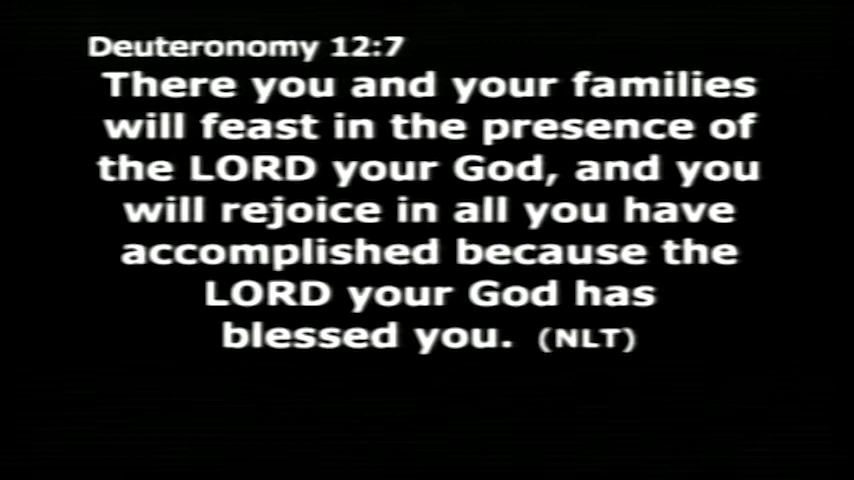 Deuteronomy 12:7
There you and your families
will feast in the presence of
the LORD your God, and you
will rejoice in all you have
accomplished because the
LORD your God has
blessed you. (NLT)